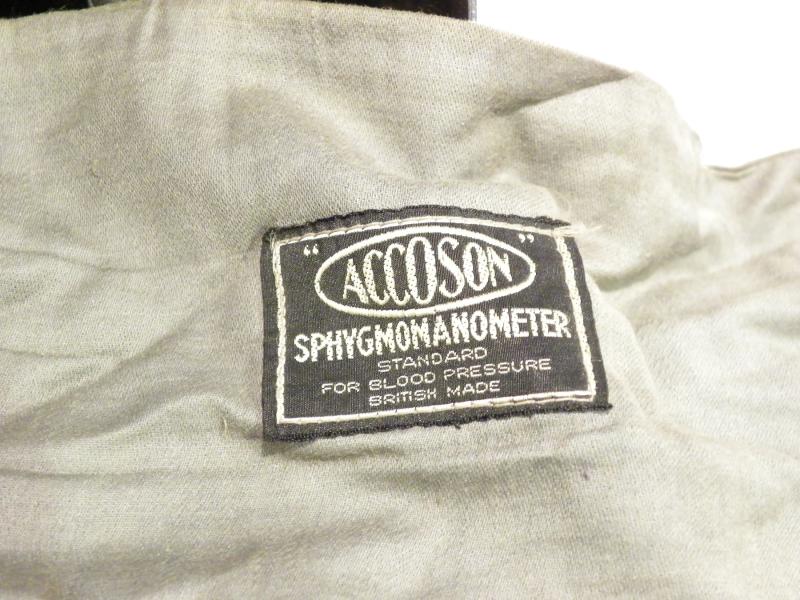 "ACCOSON"
SPHYGMOMANOMETER
STANDARD
FOR BLOOD PRESSURE
BRITISH MADE